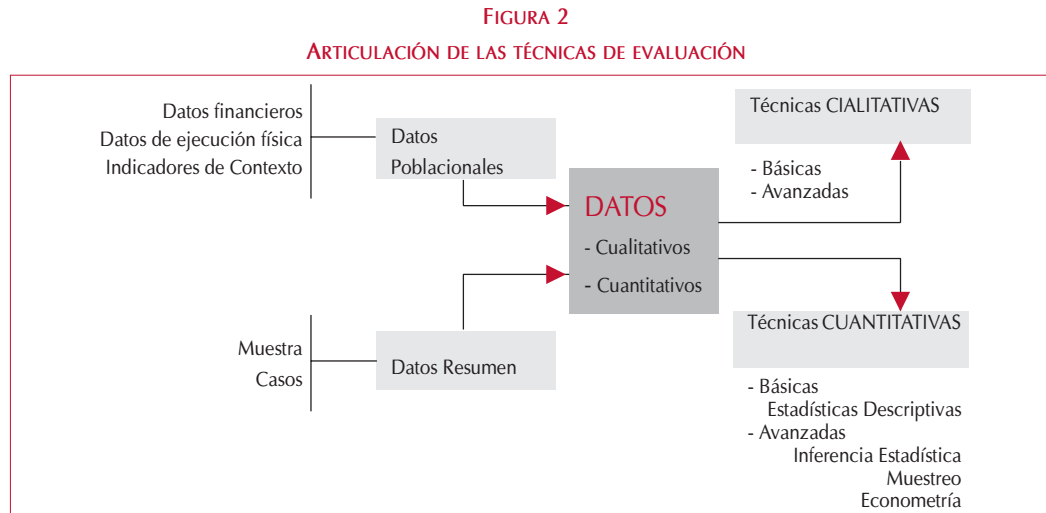 FIGURA 2
ARTICULACIÓN DE LAS TÉCNICAS DE EVALUACIÓN
Datos financieros
Datos de ejecución física
Indicadores de Contexto
Datos
Poblacionales
Muestra
Casos
Datos Resumen
DATOS
- Cualitativos
- Cuantitativos
Técnicas CIALITATIVAS
- Básicas
- Avanzadas
Técnicas CUANTITATIVAS
- Básicas
Estadísticas Descriptivas
- Avanzadas
Inferencia Estadística
Muestreo
Econometría